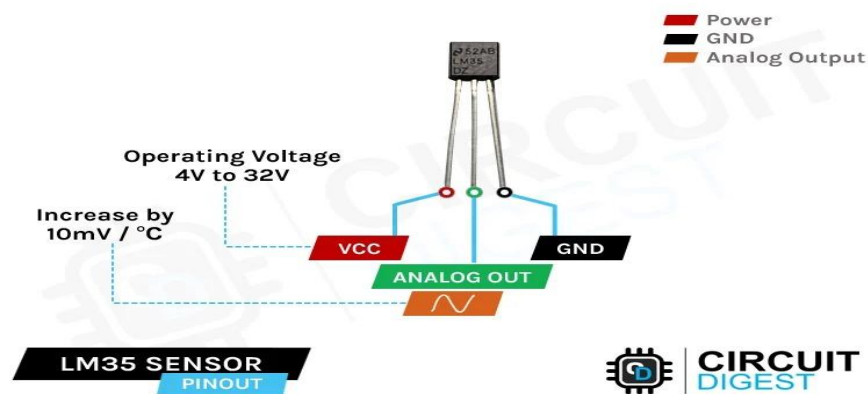 Power
GND
Analog Output
52AB
LM35
DZ
Operating Voltage
4V to 32V
Increase by
10mV / °C
VCC
GND
ANALOG OUT
LM35 SENSOR
PINOUT
CD
CIRCUIT
DIGEST
CIRCUIT
DIGEST